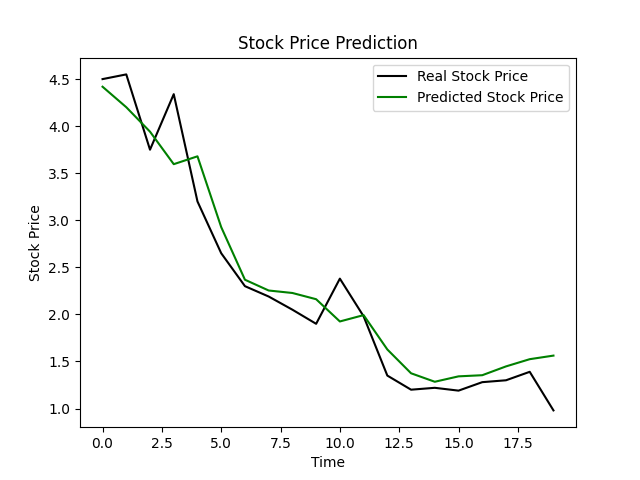 Stock Price Prediction
Real Stock Price
Predicted Stock Price
Stock Price
4.5
4.0
3.5
3.0
2.5
2.0
1.5
1.0
0.0 2.5 5.0 7.5 10.0 12.5 15.0 17.5
Time